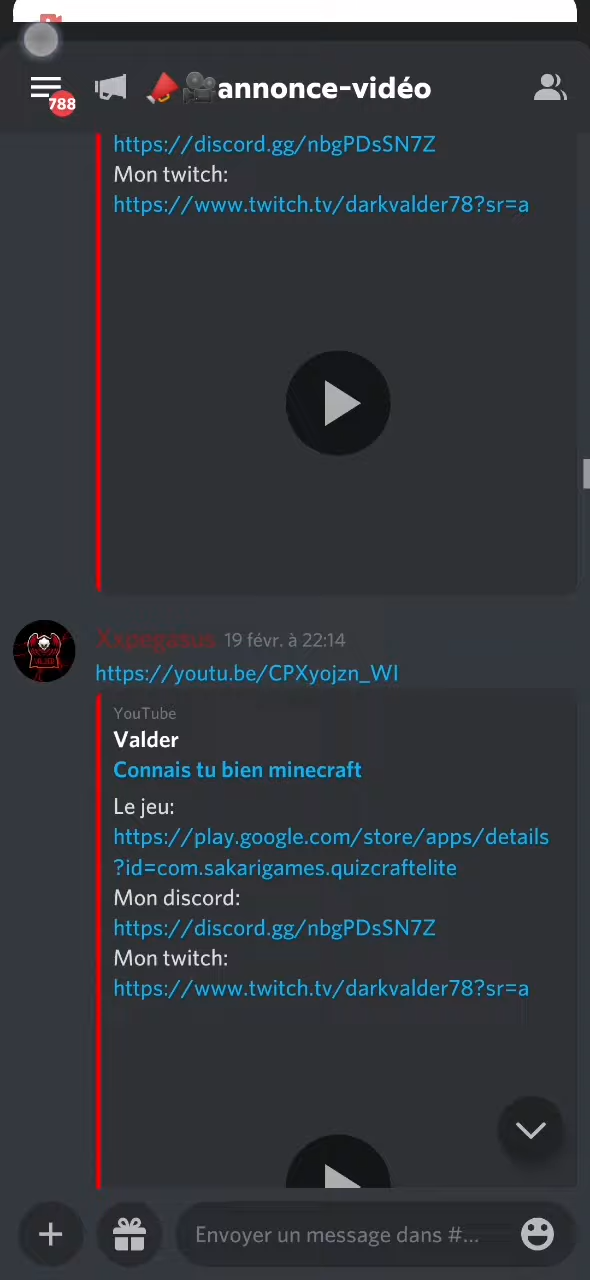 788
annonce-vidéo
https://discord.gg/nbgPDsSN7Z
Mon twitch:
https://www.twitch.tv/darkvalder78?sr=a
Xxpegasus 19 févr. à 22:14
https://youtu.be/CPXyojzn_WI
YouTube
Valder
Connais tu bien minecraft
Le jeu:
https://play.google.com/store/apps/details
?id=com.sakarigames.quizcraftelite
Mon discord:
https://discord.gg/nbgPDsSN7Z
Mon twitch:
https://www.twitch.tv/darkvalder78?sr=a
Envoyer un message dans #...